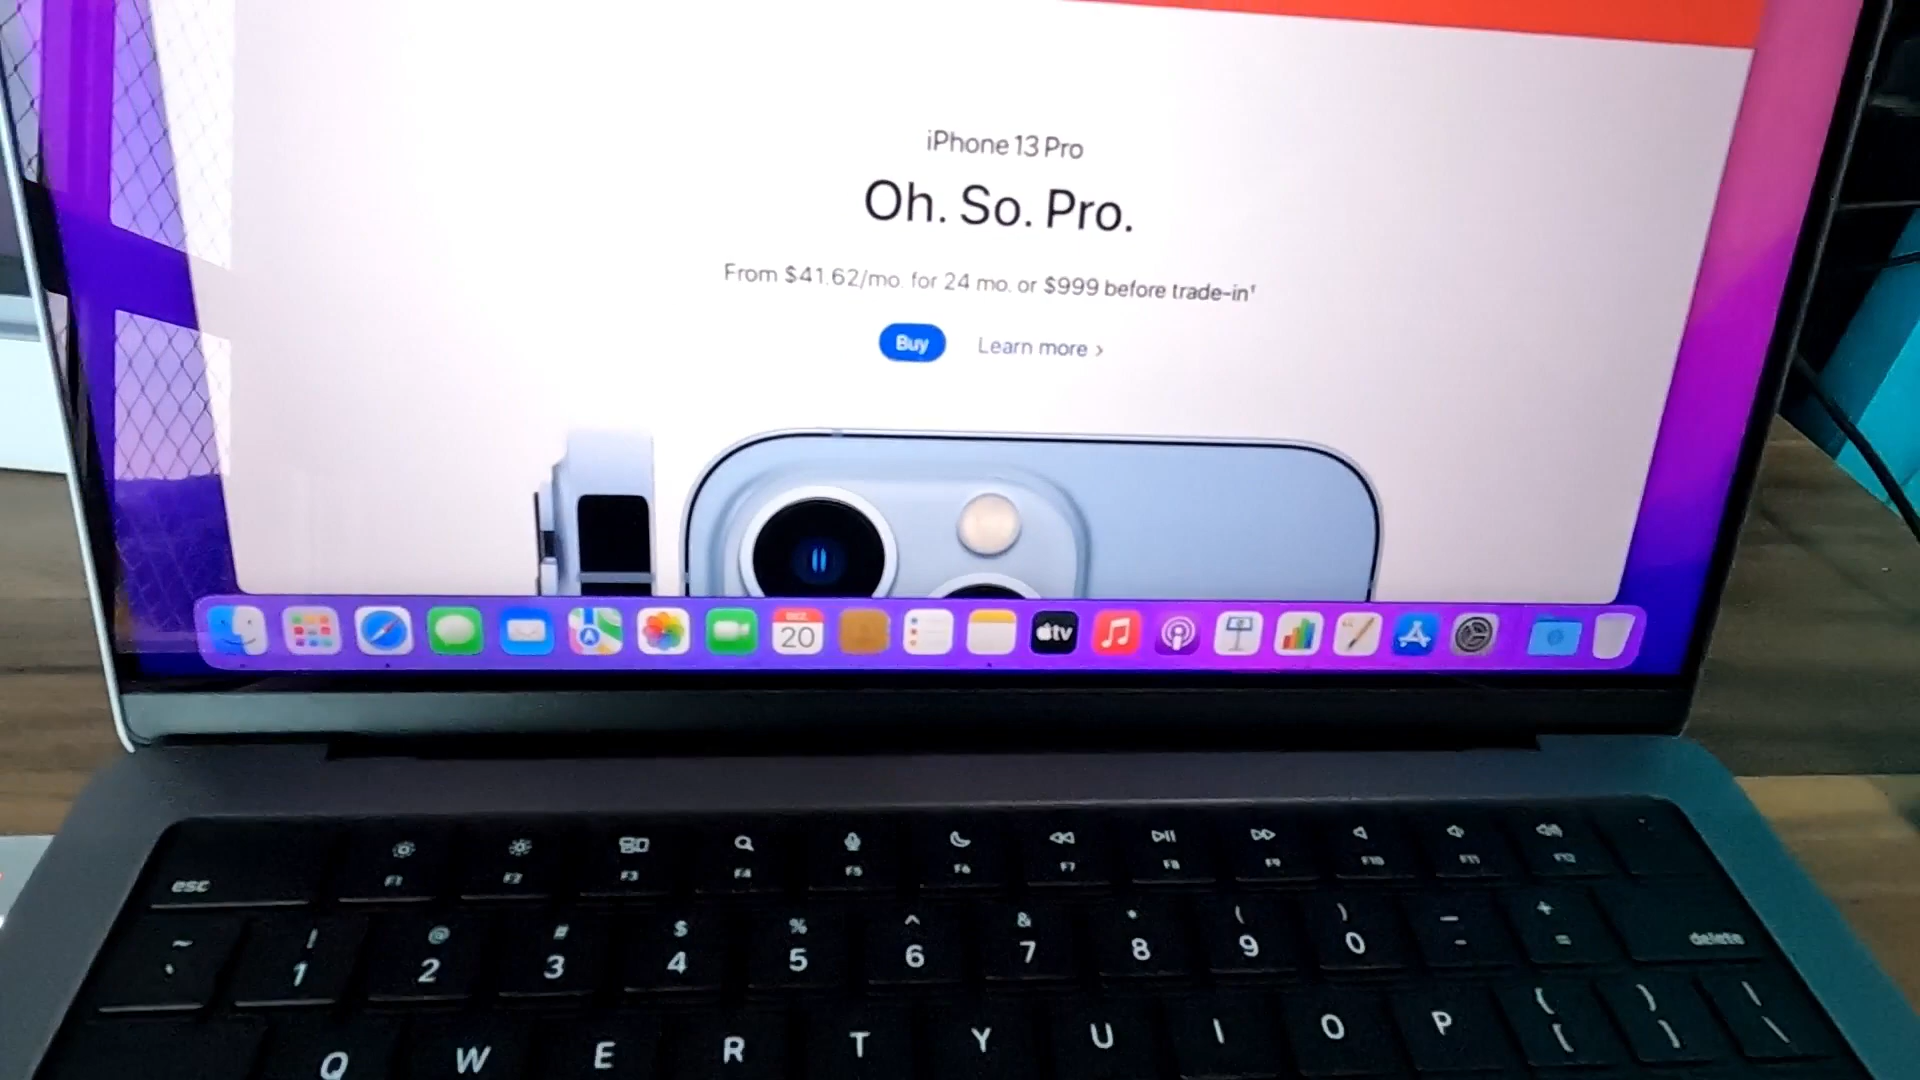 iPhone 13 Pro
Oh. So. Pro.
From $41.62/mo. for 24 mo. or $999 before trade-in†
Buy Learn more >
20 tv
esc F1 F2 F3 F4 F5 F6 F7 F8 F9 F10 F11 F12
~ ! @ # $ % ^ & * ( ) — +
` 1 2 3 4 5 6 7 8 9 0 - = delete
Q W E R T Y U I O P